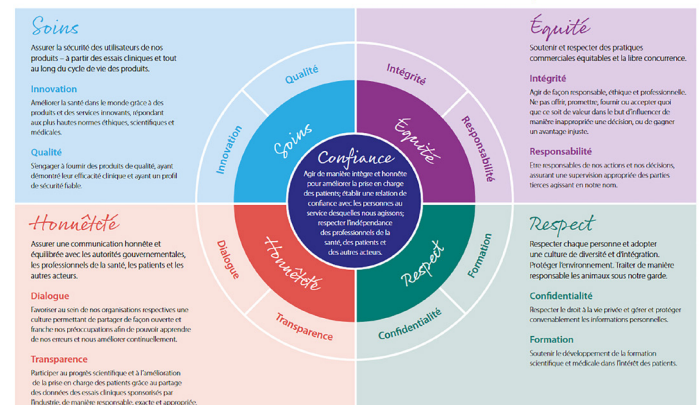 Soins
Assurer la sécurité des utilisateurs de nos
produits – à partir des essais cliniques et tout
au long du cycle de vie des produits.
Innovation
Améliorer la santé dans le monde grâce à des
produits et des services innovants, répondant
aux plus hautes normes éthiques, scientifiques et
médicales.
Qualité
S'engager à fournir des produits de qualité, ayant
démontré leur efficacité clinique et ayant un profil
de sécurité fiable.
Équité
Soutenir et respecter des pratiques
commerciales équitables et la libre concurrence.
Intégrité
Agir de façon responsable, éthique et professionnelle.
Ne pas offrir, promettre, fournir ou accepter quoi
que ce soit de valeur dans le but d'influencer de
manière inappropriée une décision, ou de gagner
un avantage injuste.
Responsabilité
Etre responsables de nos actions et nos décisions,
assurant une supervision appropriée des parties
tierces agissant en notre nom.
Innovation
Qualité
Intégrité
Responsabilité
Soins
Équité
Confiance
Agir de manière intègre et honnête
pour améliorer la prise en charge
des patients; établir une relation de
confiance avec les personnes au
service desquelles nous agissons;
respecter l'indépendance
des professionnels de la
santé, des patients et
des autres acteurs.
Honnêteté
Respect
Dialogue
Transparence
Confidentialité
Formation
Honnêteté
Assurer une communication honnête et
équilibrée avec les autorités gouvernementales,
les professionnels de la santé, les patients et les
autres acteurs.
Dialogue
Favoriser au sein de nos organisations respectives une
culture permettant de partager de façon ouverte et
franche nos préoccupations afin de pouvoir apprendre
de nos erreurs et nous améliorer continuellement.
Transparence
Participer au progrès scientifique et à l'amélioration
de la prise en charge des patients grâce au partage
des données des essais cliniques sponsorisés par
l'industrie, de manière responsable, exacte et appropriée.
Respect
Respecter chaque personne et adopter
une culture de diversité et d'intégration.
Protéger l'environnement. Traiter de manière
responsable les animaux sous notre garde.
Confidentialité
Respecter le droit à la vie privée et gérer et protéger
convenablement les informations personnelles.
Formation
Soutenir le développement de la formation
scientifique et médicale dans l'intérêt des patients.